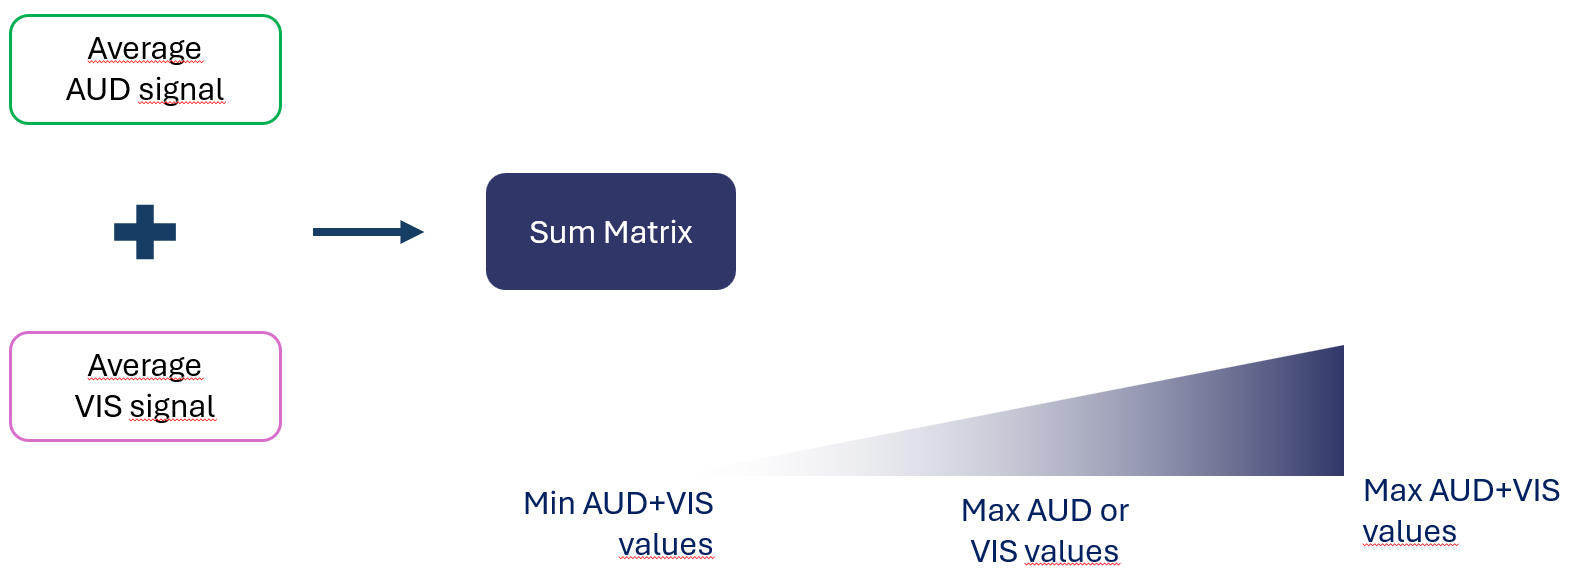 Average
AUD signal
Sum Matrix
Average
VIS signal
Min AUD+VIS
values
Max AUD or
VIS values
Max AUD+VIS
values